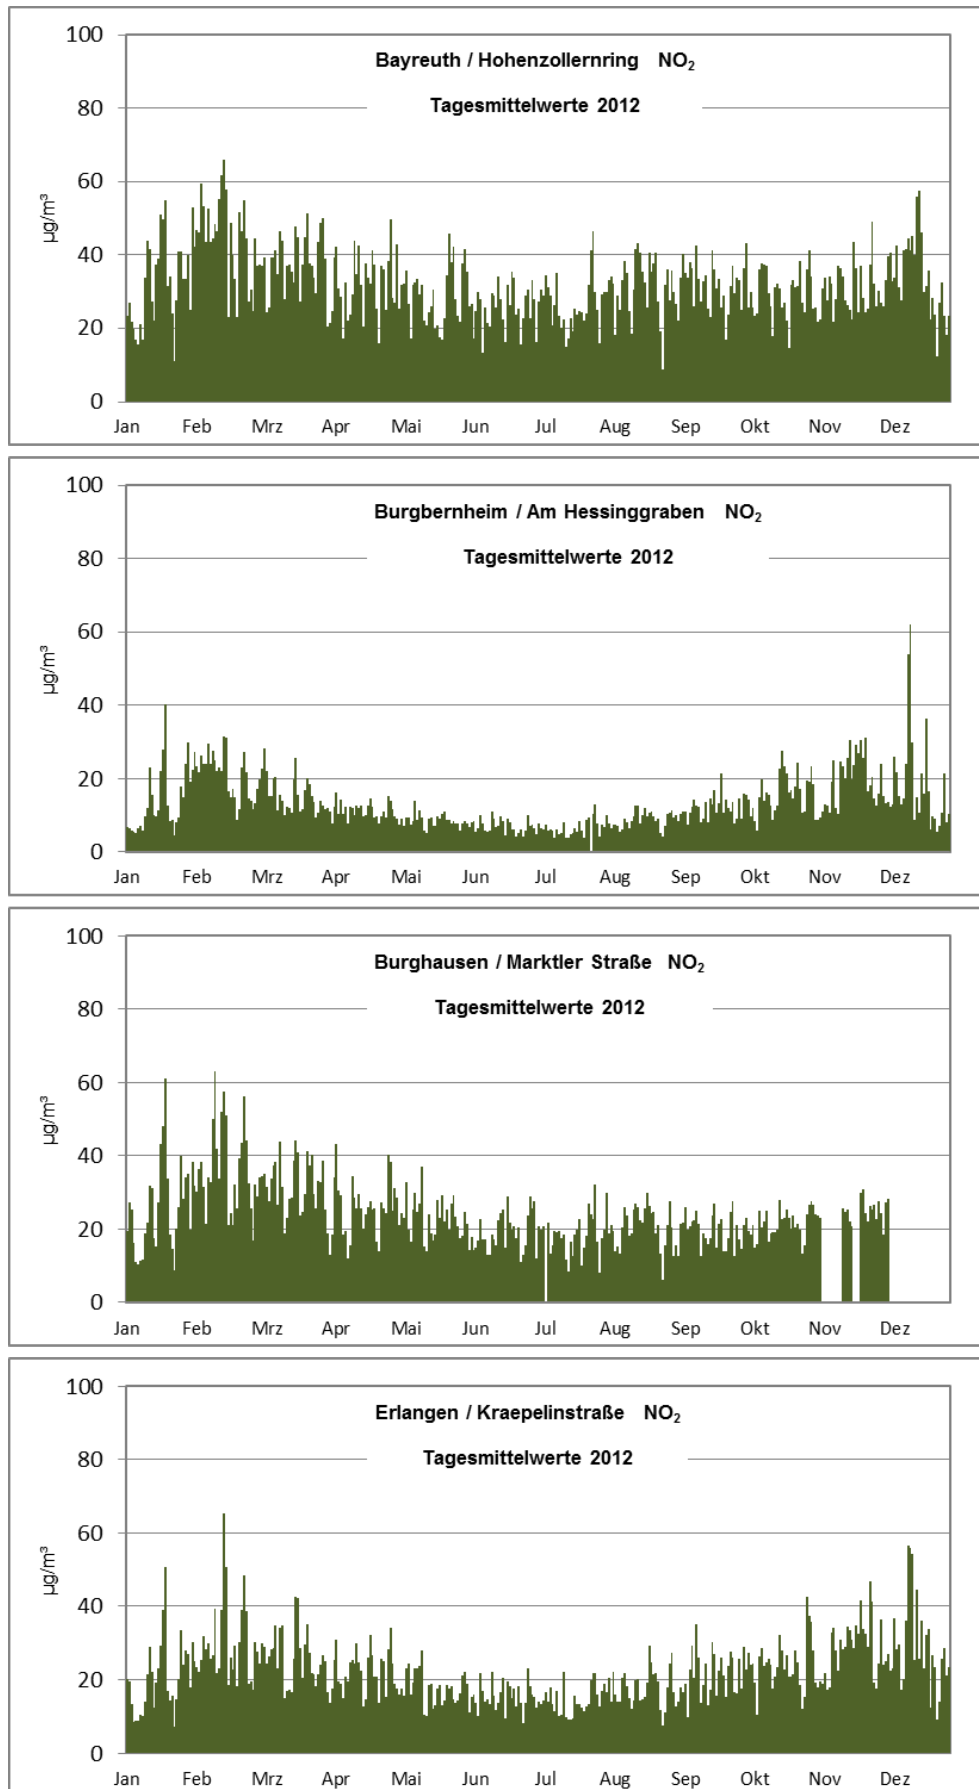 100
Bayreuth / Hohenzollernring NO₂
80
Tagesmittelwerte 2012
60
µg/m³
40
20
0
Jan Feb Mrz Apr Mai Jun Jul Aug Sep Okt Nov Dez
100
Burgbernheim / Am Hessinggraben NO₂
80
Tagesmittelwerte 2012
60
µg/m³
40
20
0
Jan Feb Mrz Apr Mai Jun Jul Aug Sep Okt Nov Dez
100
Burghausen / Marktler Straße NO₂
80
Tagesmittelwerte 2012
60
µg/m³
40
20
0
Jan Feb Mrz Apr Mai Jun Jul Aug Sep Okt Nov Dez
100
Erlangen / Kraepelinstraße NO₂
80
Tagesmittelwerte 2012
60
µg/m³
40
20
0
Jan Feb Mrz Apr Mai Jun Jul Aug Sep Okt Nov Dez